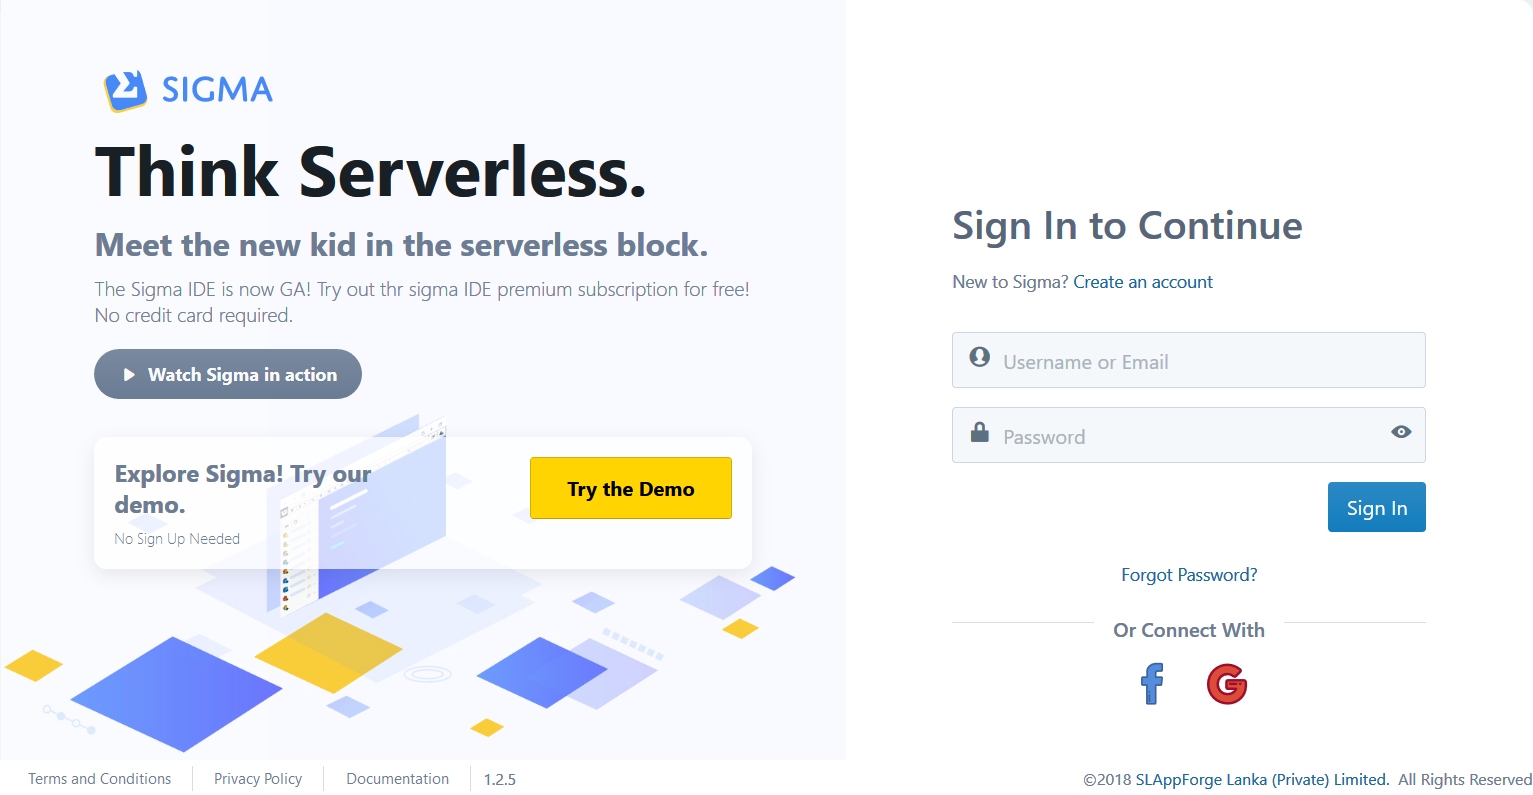 SIGMA
Think Serverless.
Meet the new kid in the serverless block.
The Sigma IDE is now GA! Try out thr sigma IDE premium subscription for free!
No credit card required.
Watch Sigma in action
Explore Sigma! Try our
demo.
No Sign Up Needed
Try the Demo
Sign In to Continue
New to Sigma? Create an account
Username or Email
Password
Sign In
Forgot Password?
Or Connect With
Terms and Conditions
Privacy Policy
Documentation
1.2.5
©2018 SLAppForge Lanka (Private) Limited. All Rights Reserved